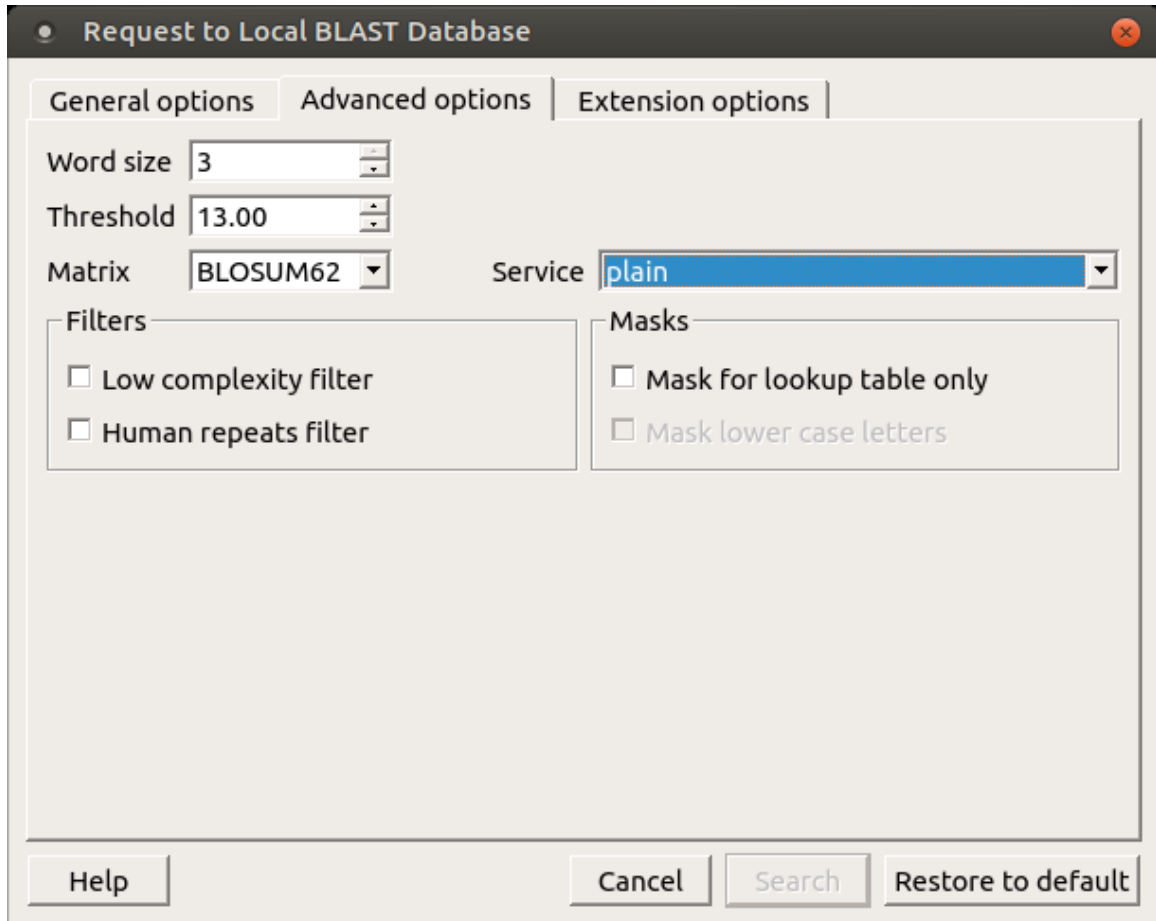 Request to Local BLAST Database
General options Advanced options Extension options
Word size 3
Threshold 13.00
Matrix BLOSUM62 Service plain
Filters Masks
Low complexity filter Mask for lookup table only
Human repeats filter Mask lower case letters
Help Cancel Search Restore to default